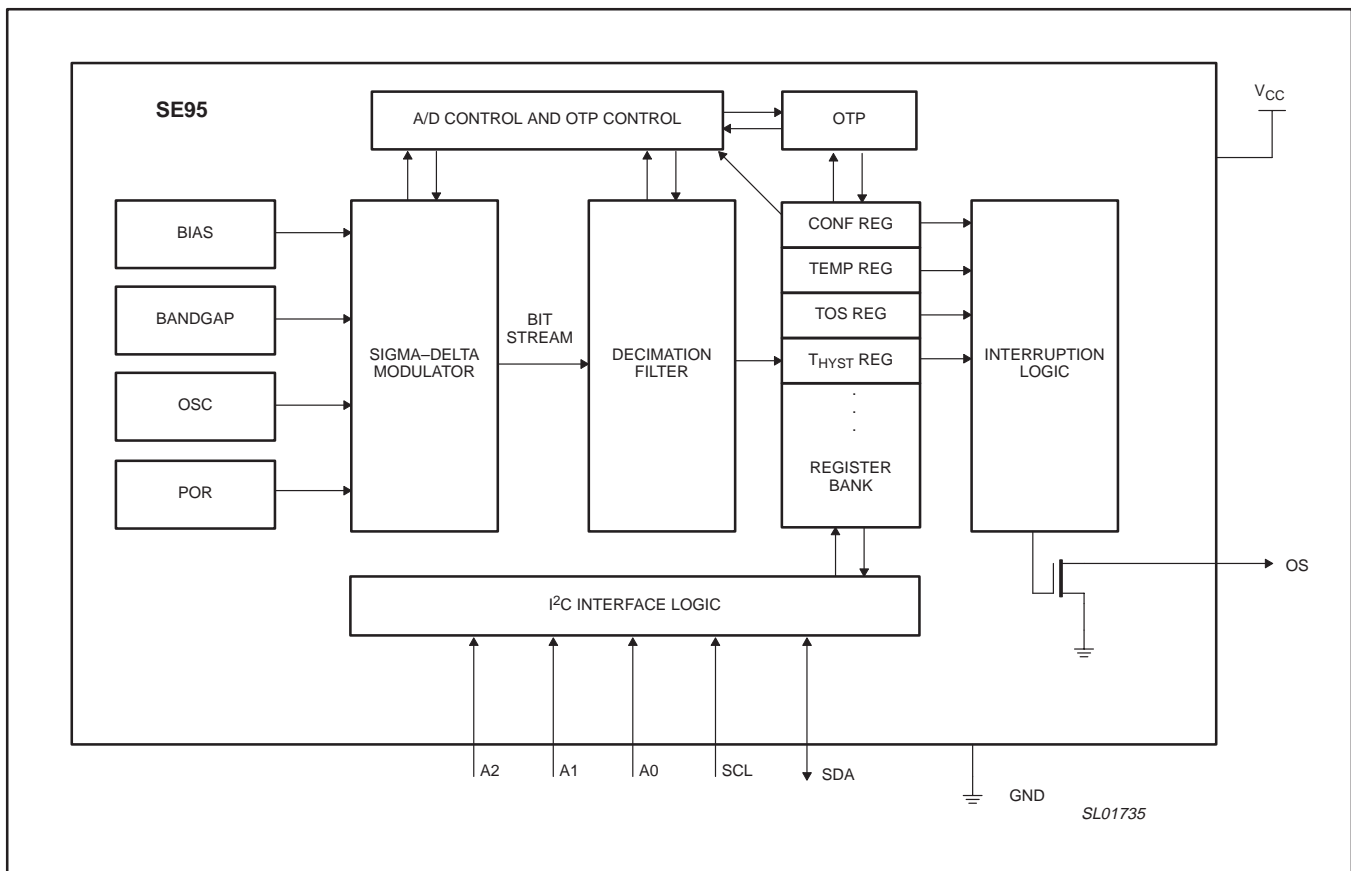 SE95
A/D CONTROL AND OTP CONTROL
OTP
VCC
BIAS
BANDGAP
OSC
POR
SIGMA–DELTA
MODULATOR
BIT
STREAM
DECIMATION
FILTER
CONF REG
TEMP REG
TOS REG
THYST REG
.
.
.
REGISTER
BANK
INTERRUPTION
LOGIC
OS
I2C INTERFACE LOGIC
A2
A1
A0
SCL
SDA
GND
SL01735